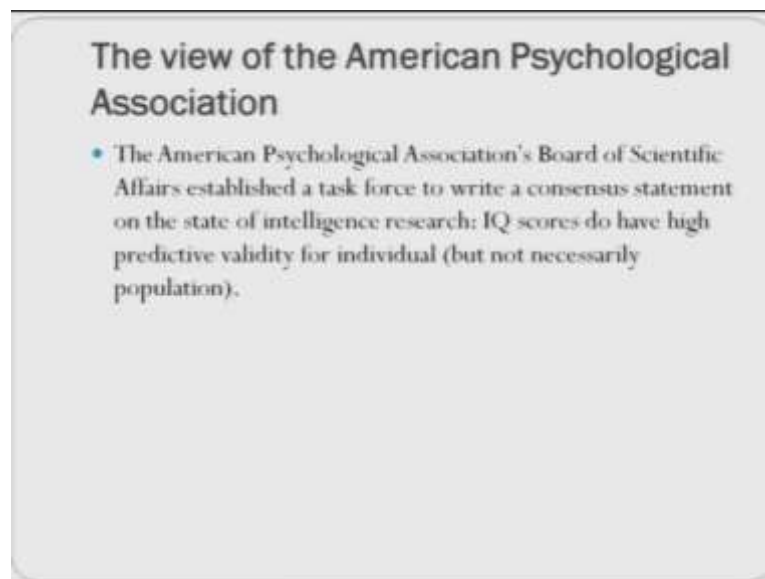 The view of the American Psychological
Association
• The American Psychological Association's Board of Scientific
Affairs established a task force to write a consensus statement
on the state of intelligence research: IQ scores do have high
predictive validity for individual (but not necessarily
population).